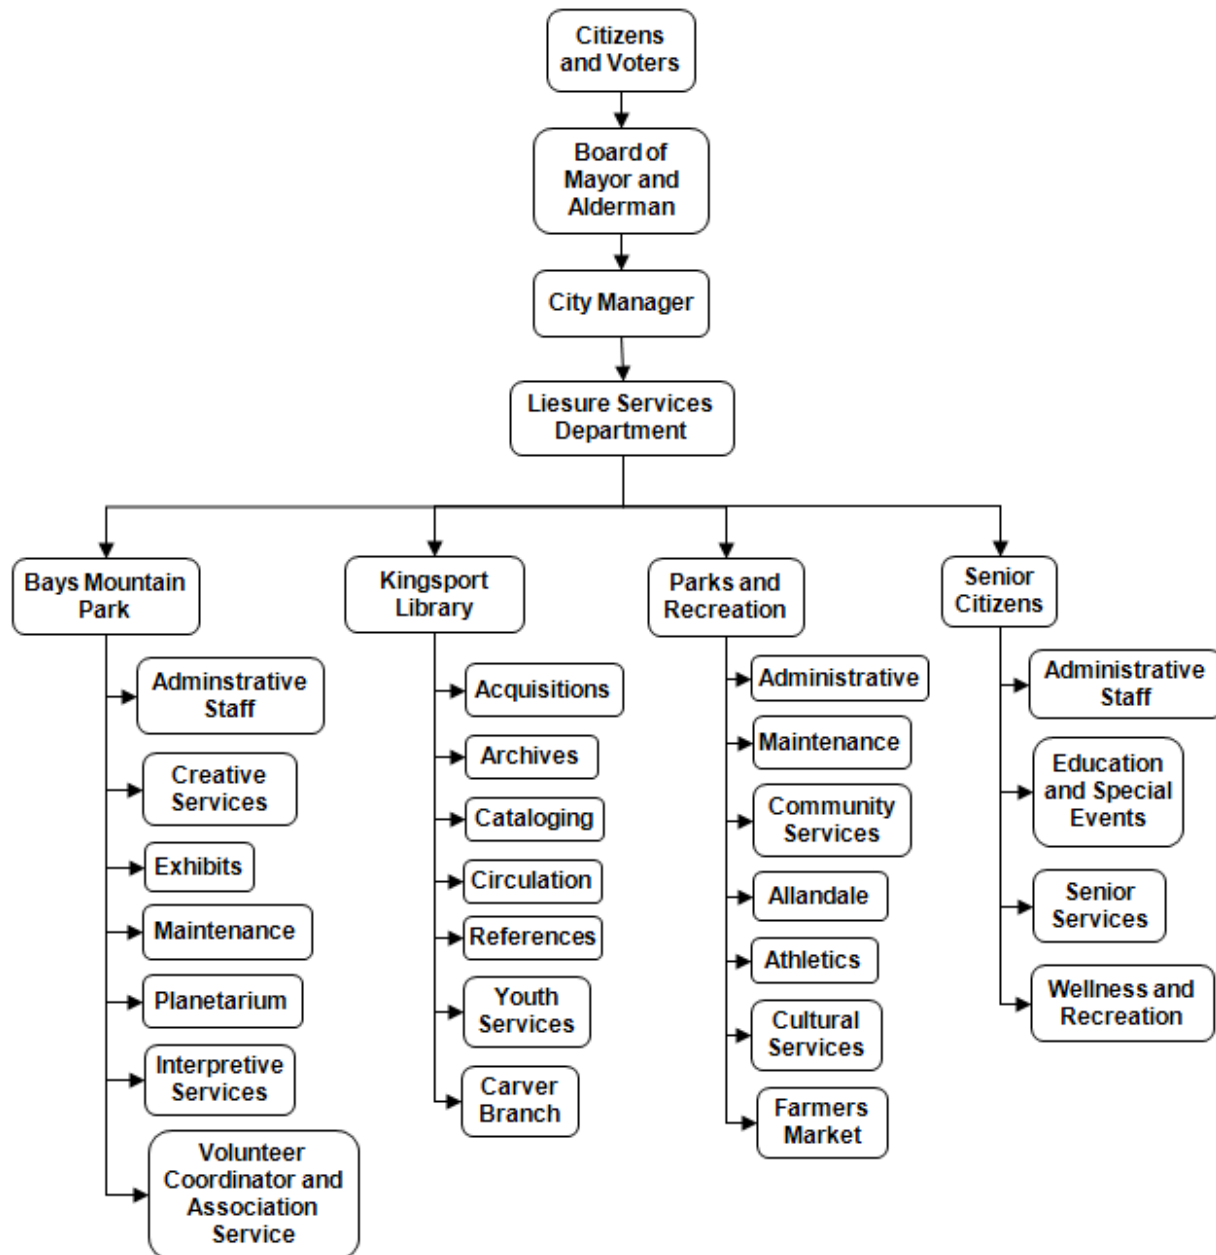 Citizens
and Voters
Board of
Mayor and
Alderman
City Manager
Liesure Services
Department
Bays Mountain
Park
Adminstrative
Staff
Creative
Services
Exhibits
Maintenance
Planetarium
Interpretive
Services
Volunteer
Coordinator and
Association
Service
Kingsport
Library
Acquisitions
Archives
Cataloging
Circulation
References
Youth
Services
Carver
Branch
Parks and
Recreation
Administrative
Maintenance
Community
Services
Allandale
Athletics
Cultural
Services
Farmers
Market
Senior
Citizens
Administrative
Staff
Education
and Special
Events
Senior
Services
Wellness and
Recreation